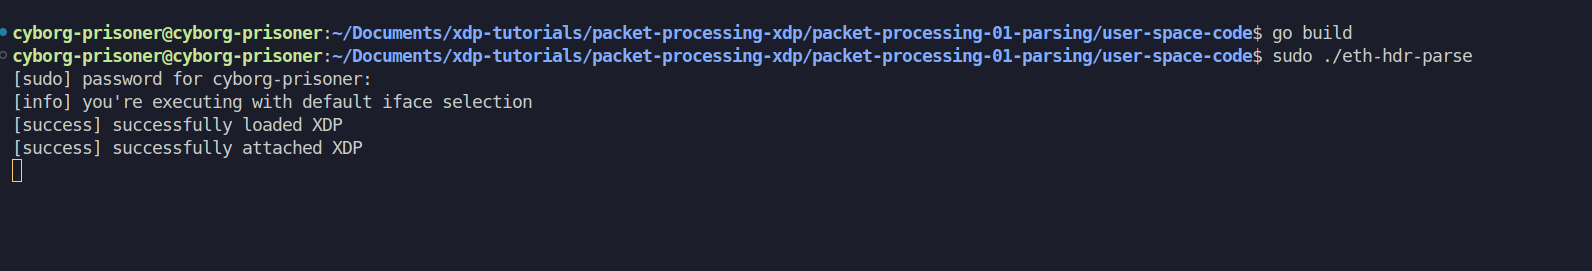 cyborg-prisoner@cyborg-prisoner:~/Documents/xdp-tutorials/packet-processing-xdp/packet-processing-01-parsing/user-space-code$ go build
cyborg-prisoner@cyborg-prisoner:~/Documents/xdp-tutorials/packet-processing-xdp/packet-processing-01-parsing/user-space-code$ sudo ./eth-hdr-parse
[sudo] password for cyborg-prisoner:
[info] you're executing with default iface selection
[success] successfully loaded XDP
[success] successfully attached XDP